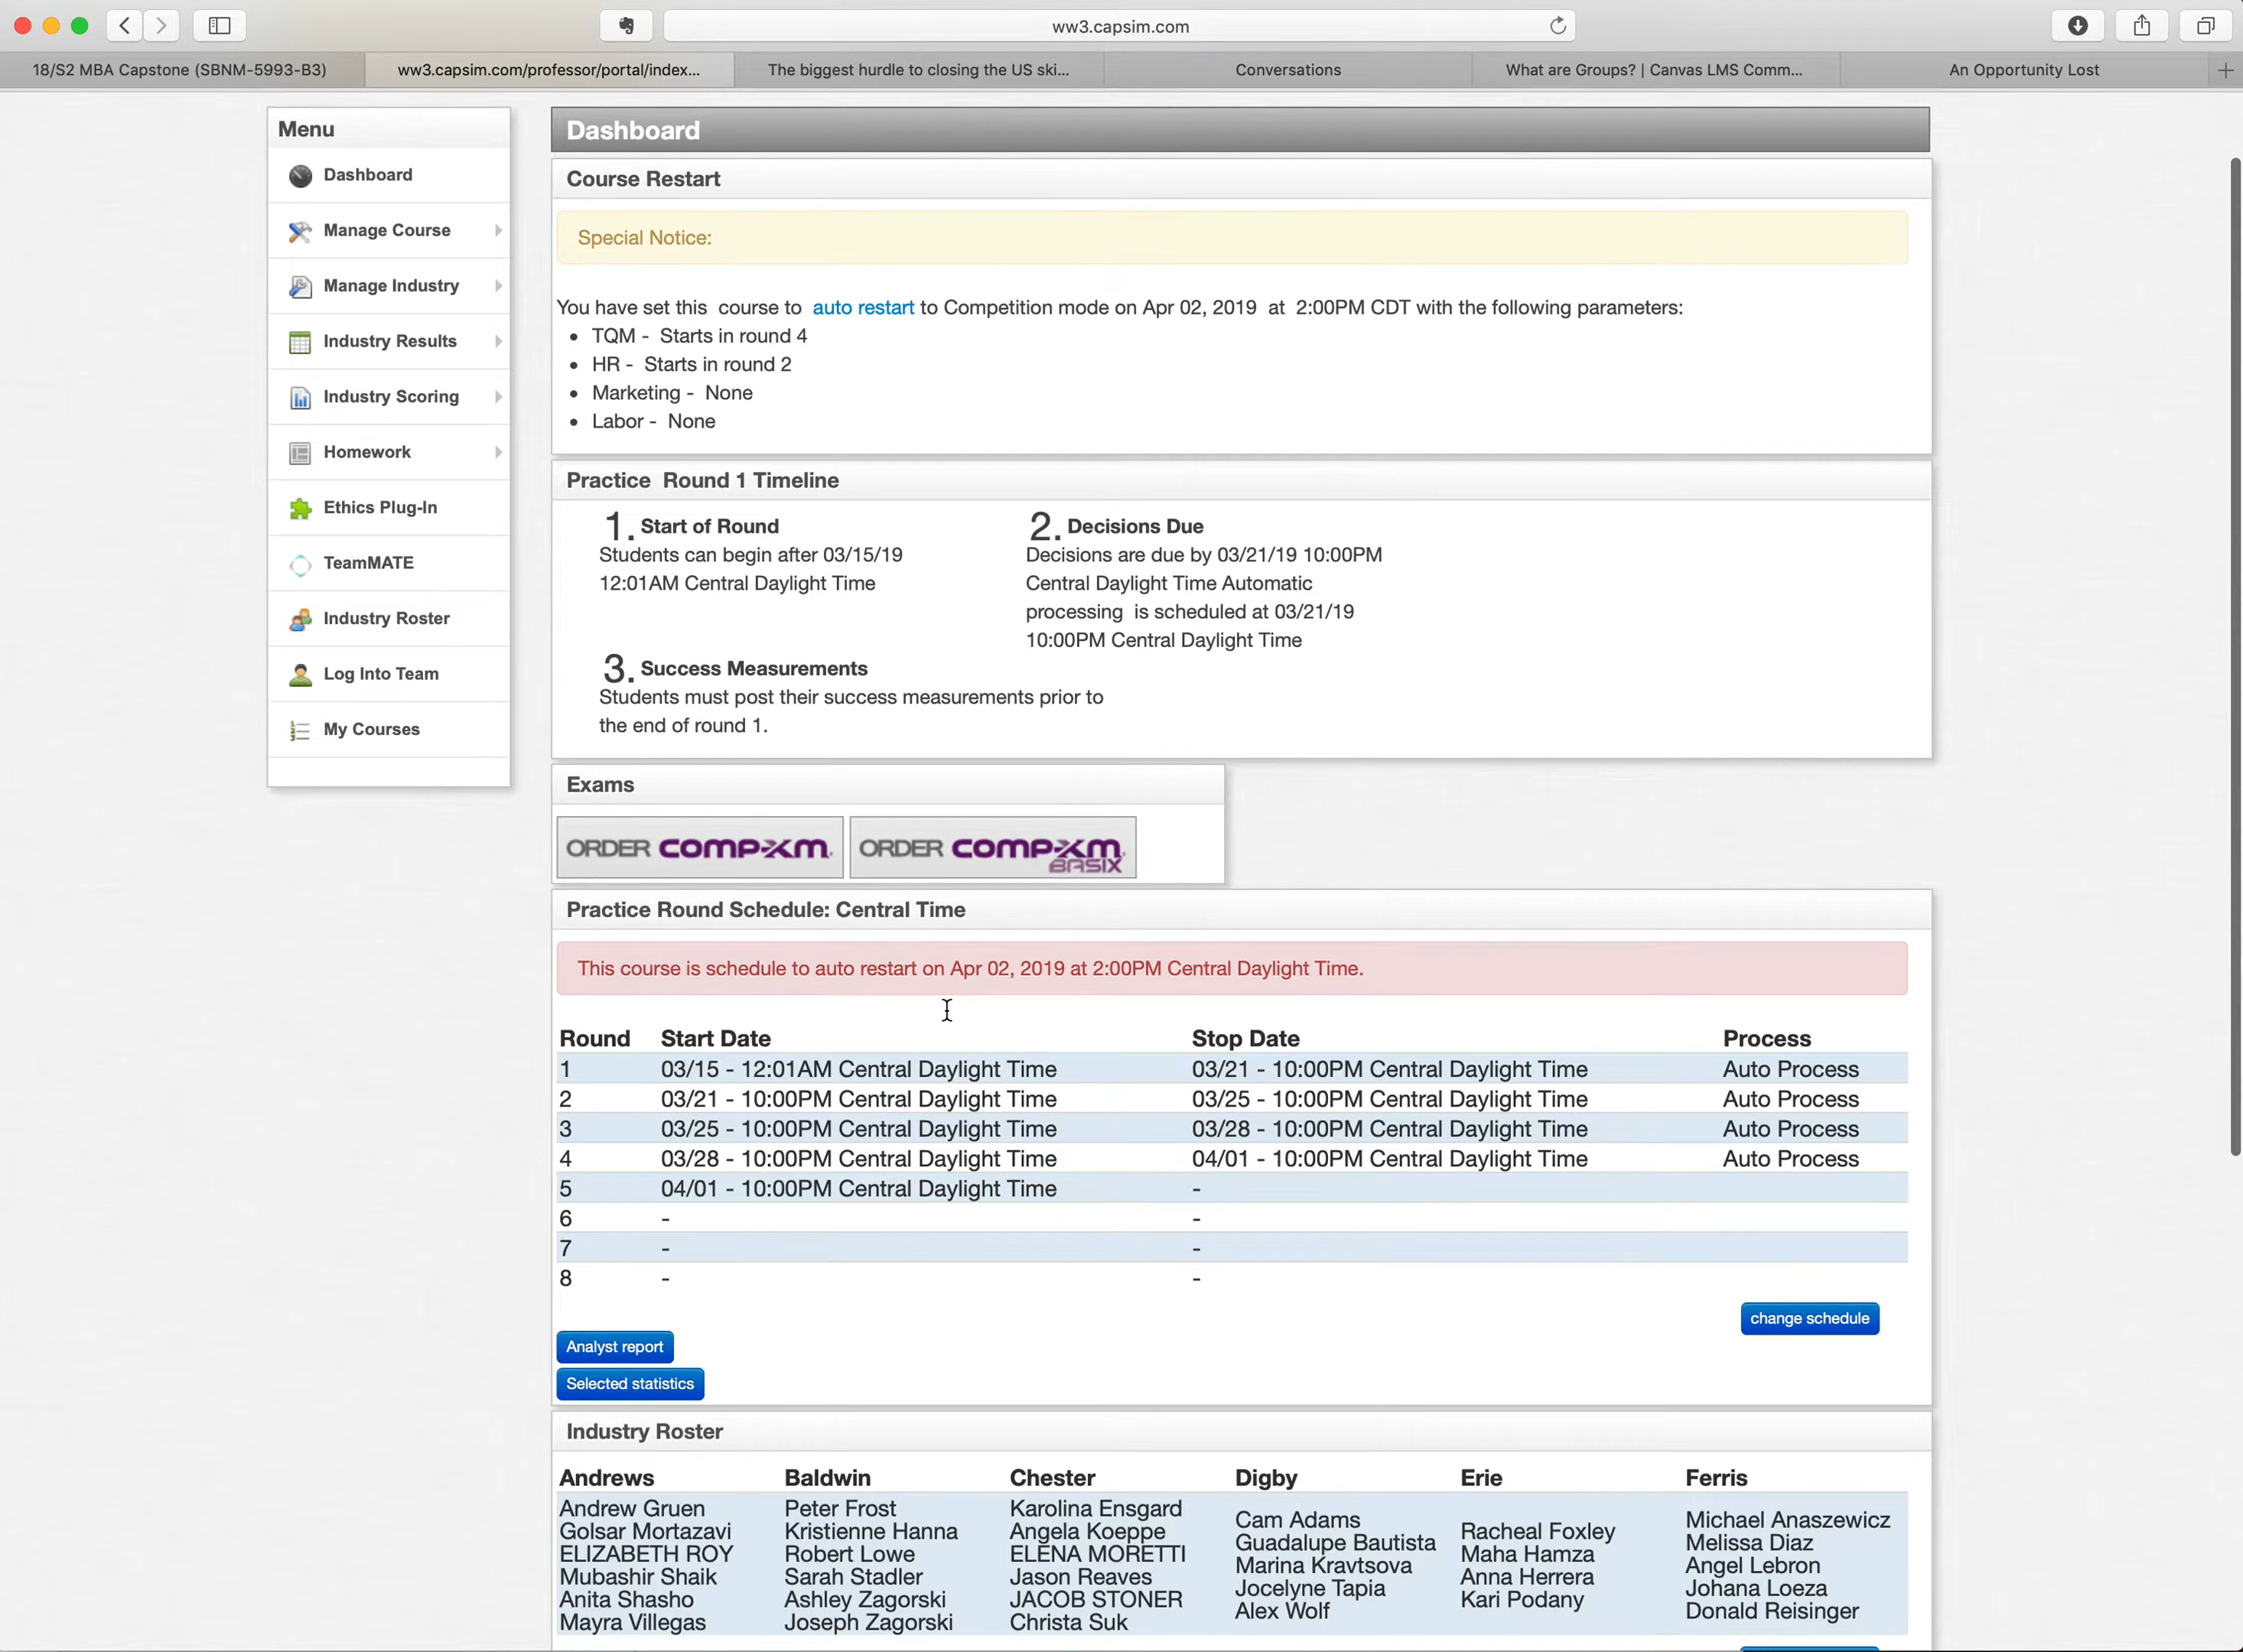 ww3.capsim.com
18/S2 MBA Capstone (SBNM-5993-B3)
ww3.capsim.com/professor/portal/index...
The biggest hurdle to closing the US ski...
Conversations
What are Groups? | Canvas LMS Comm...
An Opportunity Lost
Menu
Dashboard
Manage Course
Manage Industry
Industry Results
Industry Scoring
Homework
Ethics Plug-In
TeamMATE
Industry Roster
Log Into Team
My Courses
Dashboard
Course Restart
Special Notice:
You have set this course to auto restart to Competition mode on Apr 02, 2019 at 2:00PM CDT with the following parameters:
• TQM - Starts in round 4
• HR - Starts in round 2
• Marketing - None
• Labor - None
Practice Round 1 Timeline
1. Start of Round
Students can begin after 03/15/19
12:01AM Central Daylight Time
2. Decisions Due
Decisions are due by 03/21/19 10:00PM
Central Daylight Time Automatic
processing is scheduled at 03/21/19
10:00PM Central Daylight Time
3. Success Measurements
Students must post their success measurements prior to
the end of round 1.
Exams
ORDER COMP-XM
ORDER COMP-XM BASIX
Practice Round Schedule: Central Time
This course is schedule to auto restart on Apr 02, 2019 at 2:00PM Central Daylight Time.
Round Start Date Stop Date Process
1 03/15 - 12:01AM Central Daylight Time 03/21 - 10:00PM Central Daylight Time Auto Process
2 03/21 - 10:00PM Central Daylight Time 03/25 - 10:00PM Central Daylight Time Auto Process
3 03/25 - 10:00PM Central Daylight Time 03/28 - 10:00PM Central Daylight Time Auto Process
4 03/28 - 10:00PM Central Daylight Time 04/01 - 10:00PM Central Daylight Time Auto Process
5 04/01 - 10:00PM Central Daylight Time -
6 - -
7 - -
8 - -
change schedule
Analyst report
Selected statistics
Industry Roster
Andrews Baldwin Chester Digby Erie Ferris
Andrew Gruen
Golsar Mortazavi
ELIZABETH ROY
Mubashir Shaik
Anita Shasho
Mayra Villegas
Peter Frost
Kristienne Hanna
Robert Lowe
Sarah Stadler
Ashley Zagorski
Joseph Zagorski
Karolina Ensgard
Angela Koeppe
ELENA MORETTI
Jason Reaves
JACOB STONER
Christa Suk
Cam Adams
Guadalupe Bautista
Marina Kravtsova
Jocelyne Tapia
Alex Wolf
Racheal Foxley
Maha Hamza
Anna Herrera
Kari Podany
Michael Anaszewicz
Melissa Diaz
Angel Lebron
Johana Loeza
Donald Reisinger